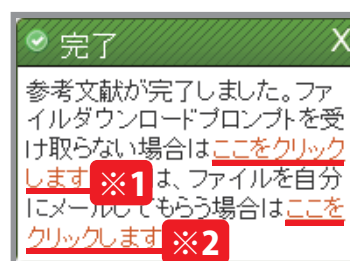 完了 X
参考文献が完了しました。ファ
イルダウンロードプロンプトを受
け取らない場合はここをクリック
します ※1 は、ファイルを自分
にメールしてもらう場合はここを
クリックします ※2